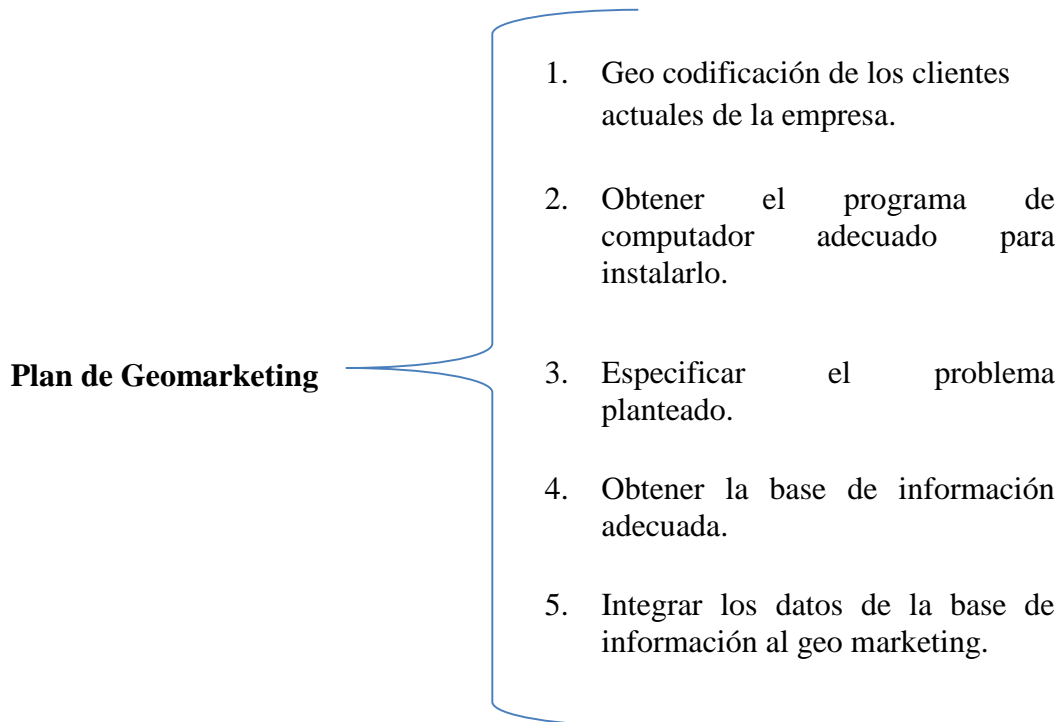 Plan de Geomarketing
1. Geo codificación de los clientes
actuales de la empresa.
2. Obtener el programa de
computador adecuado para
instalarlo.
3. Especificar el problema
planteado.
4. Obtener la base de información
adecuada.
5. Integrar los datos de la base de
información al geo marketing.